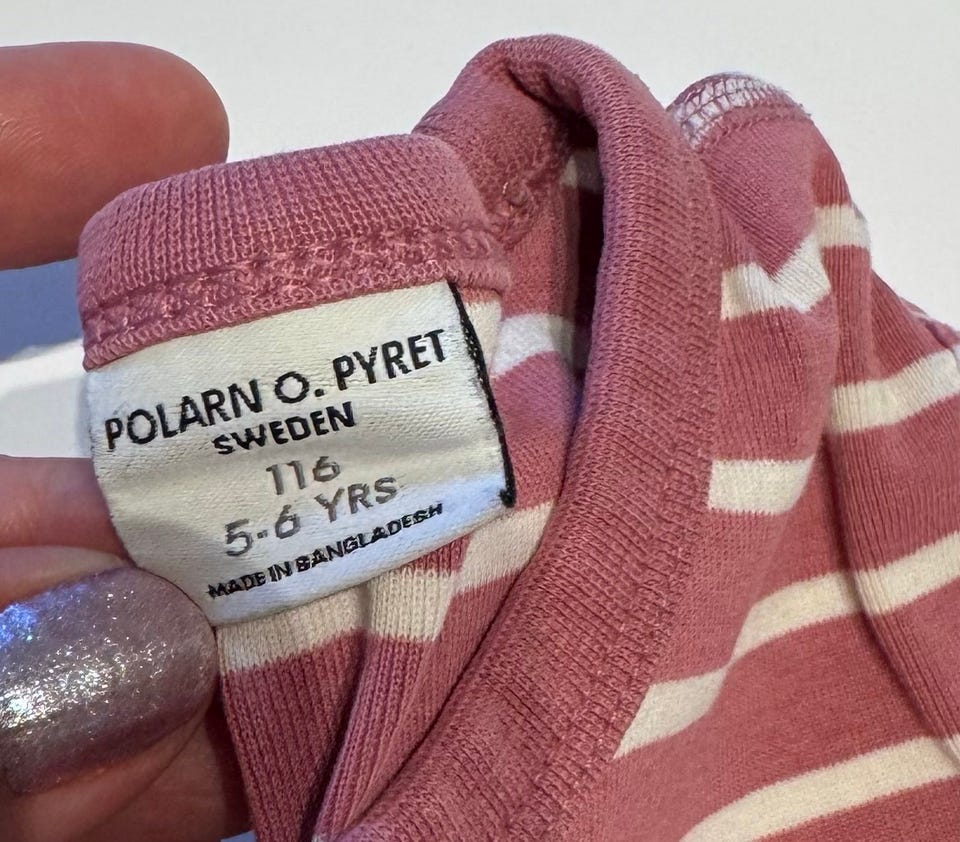 POLARN O. PYRET
SWEDEN
116
5-6 YRS
MADE IN BANGLADESH